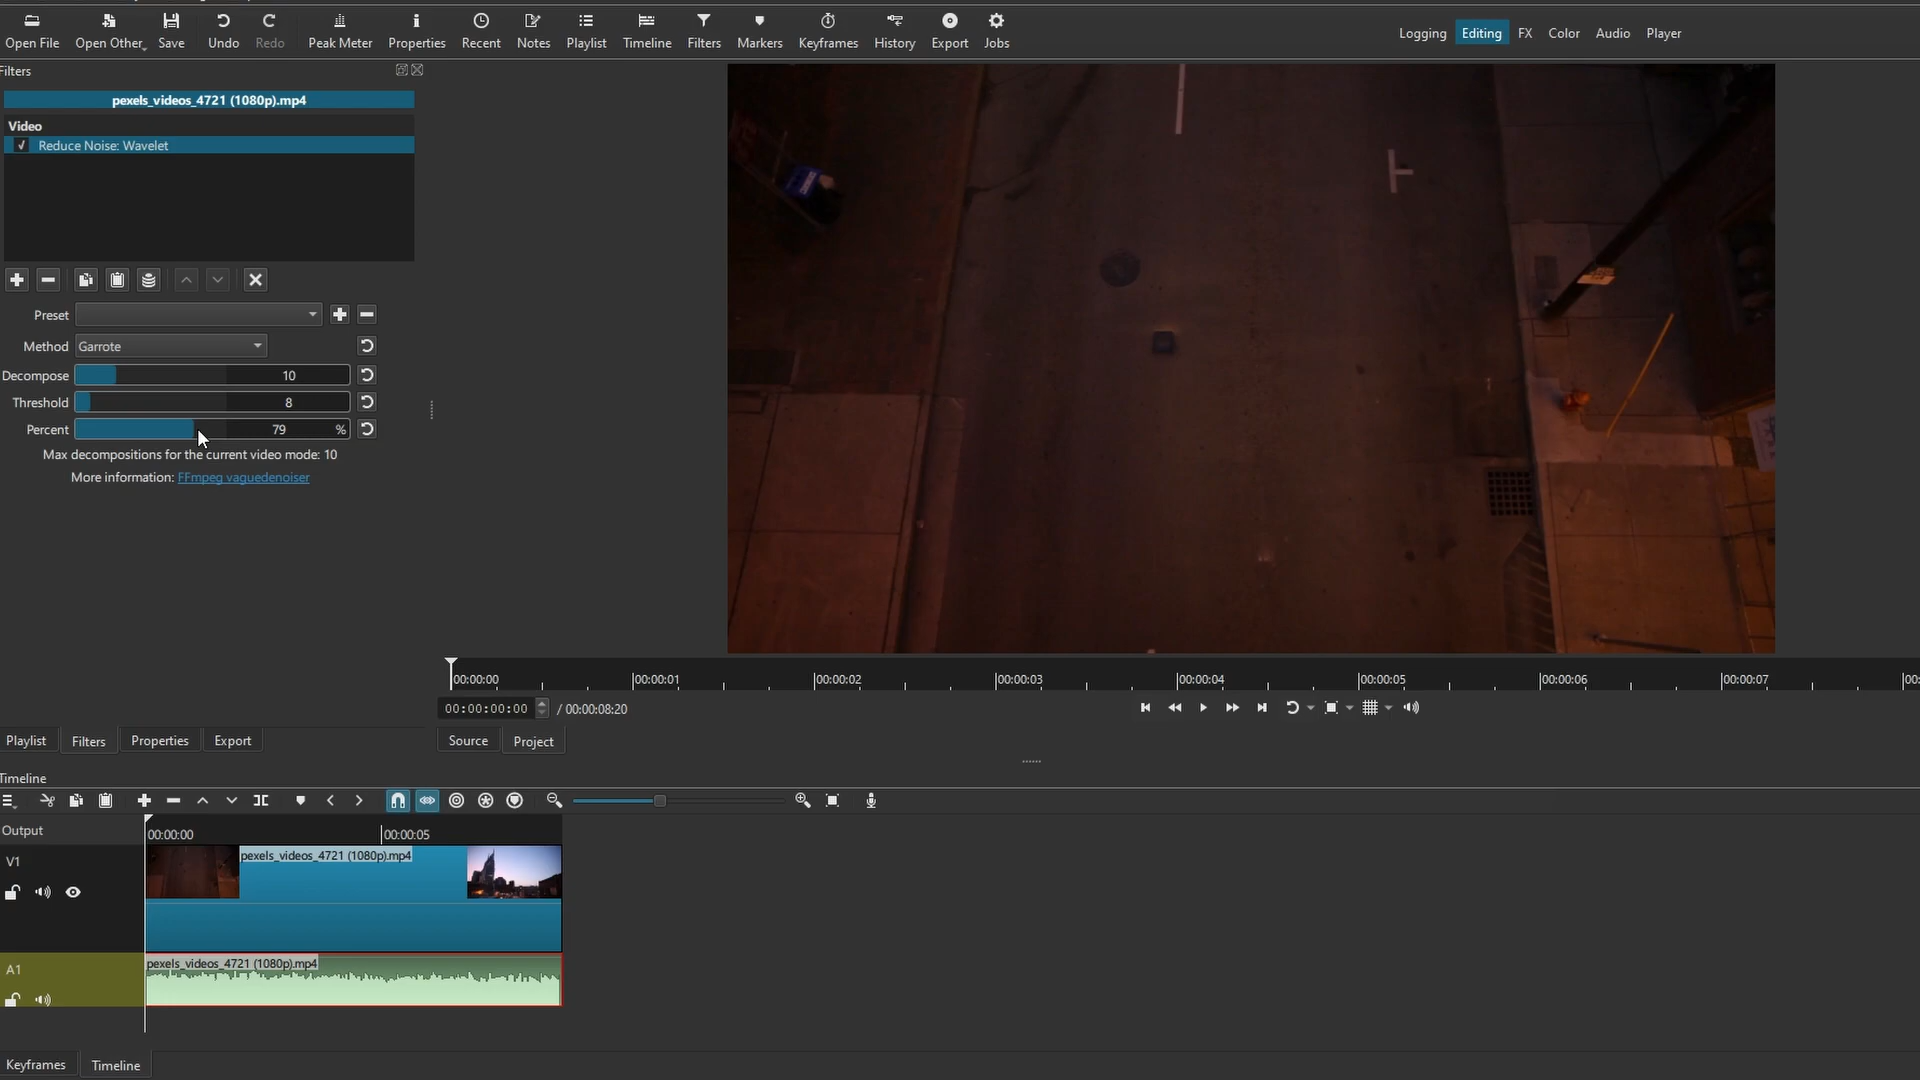 Open File Open Other Save Undo Redo Peak Meter Properties Recent Notes Playlist Timeline Filters Markers Keyframes History Export Jobs Logging Editing FX Color Audio Player
Filters
pexels_videos_4721 (1080p).mp4
Video
Reduce Noise: Wavelet
Preset
Method Garrote
Decompose 10
Threshold 8
Percent 79 %
Max decompositions for the current video mode: 10
More information: FFmpeg vaguedenoiser
00:00:00 00:00:01 00:00:02 00:00:03 00:00:04 00:00:05 00:00:06 00:00:07 00:
00:00:00:00 / 00:00:08:20
Playlist Filters Properties Export Source Project
Timeline
Output 00:00:00 00:00:05
V1 pexels_videos_4721 (1080p).mp4
A1 pexels_videos_4721 (1080p).mp4
Keyframes Timeline